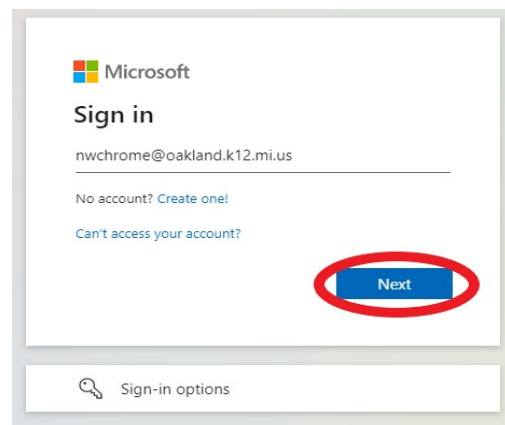 Microsoft
Sign in
nwchrome@oakland.k12.mi.us
No account? Create one!
Can't access your account?
Next
Sign-in options